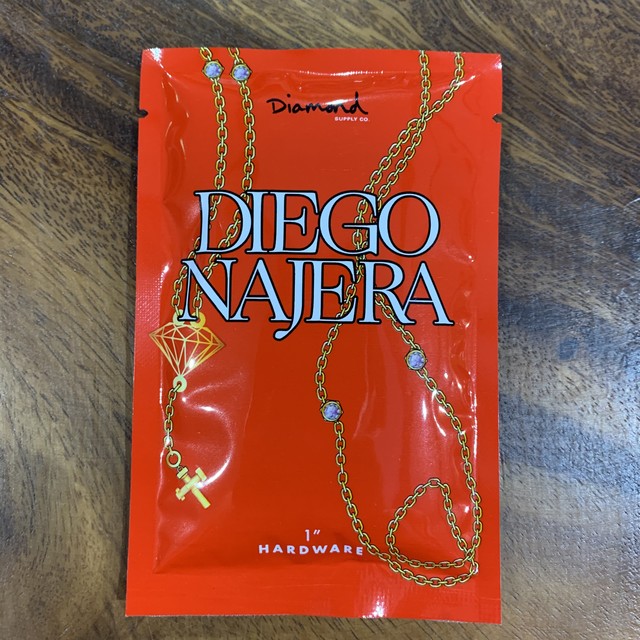 Diamond
SUPPLY CO.
DIEGO
NAJERA
1"
HARDWARE